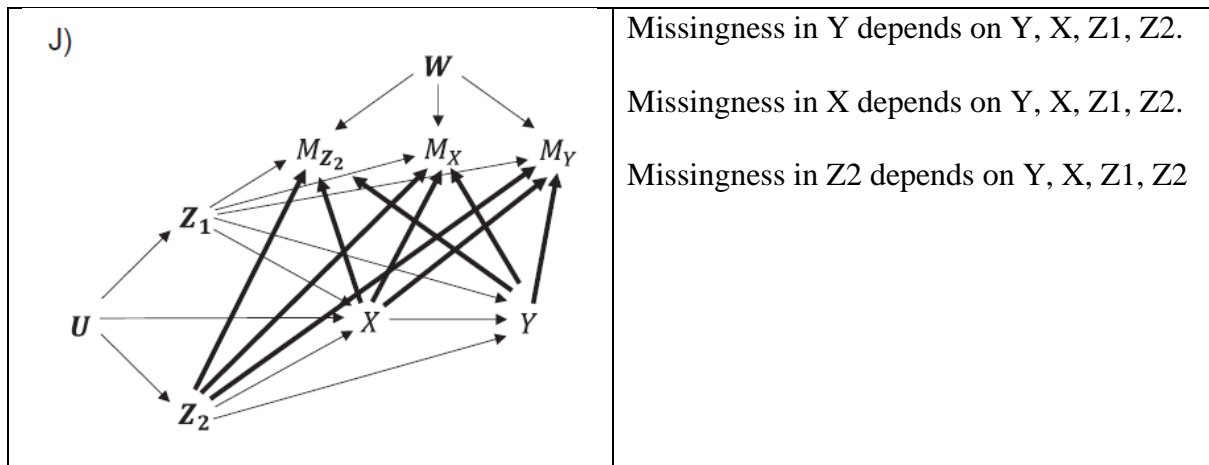 J)
W
M_{Z_2} M_X M_Y
Z_1
U X Y
Z_2
Missingness in Y depends on Y, X, Z1, Z2.
Missingness in X depends on Y, X, Z1, Z2.
Missingness in Z2 depends on Y, X, Z1, Z2